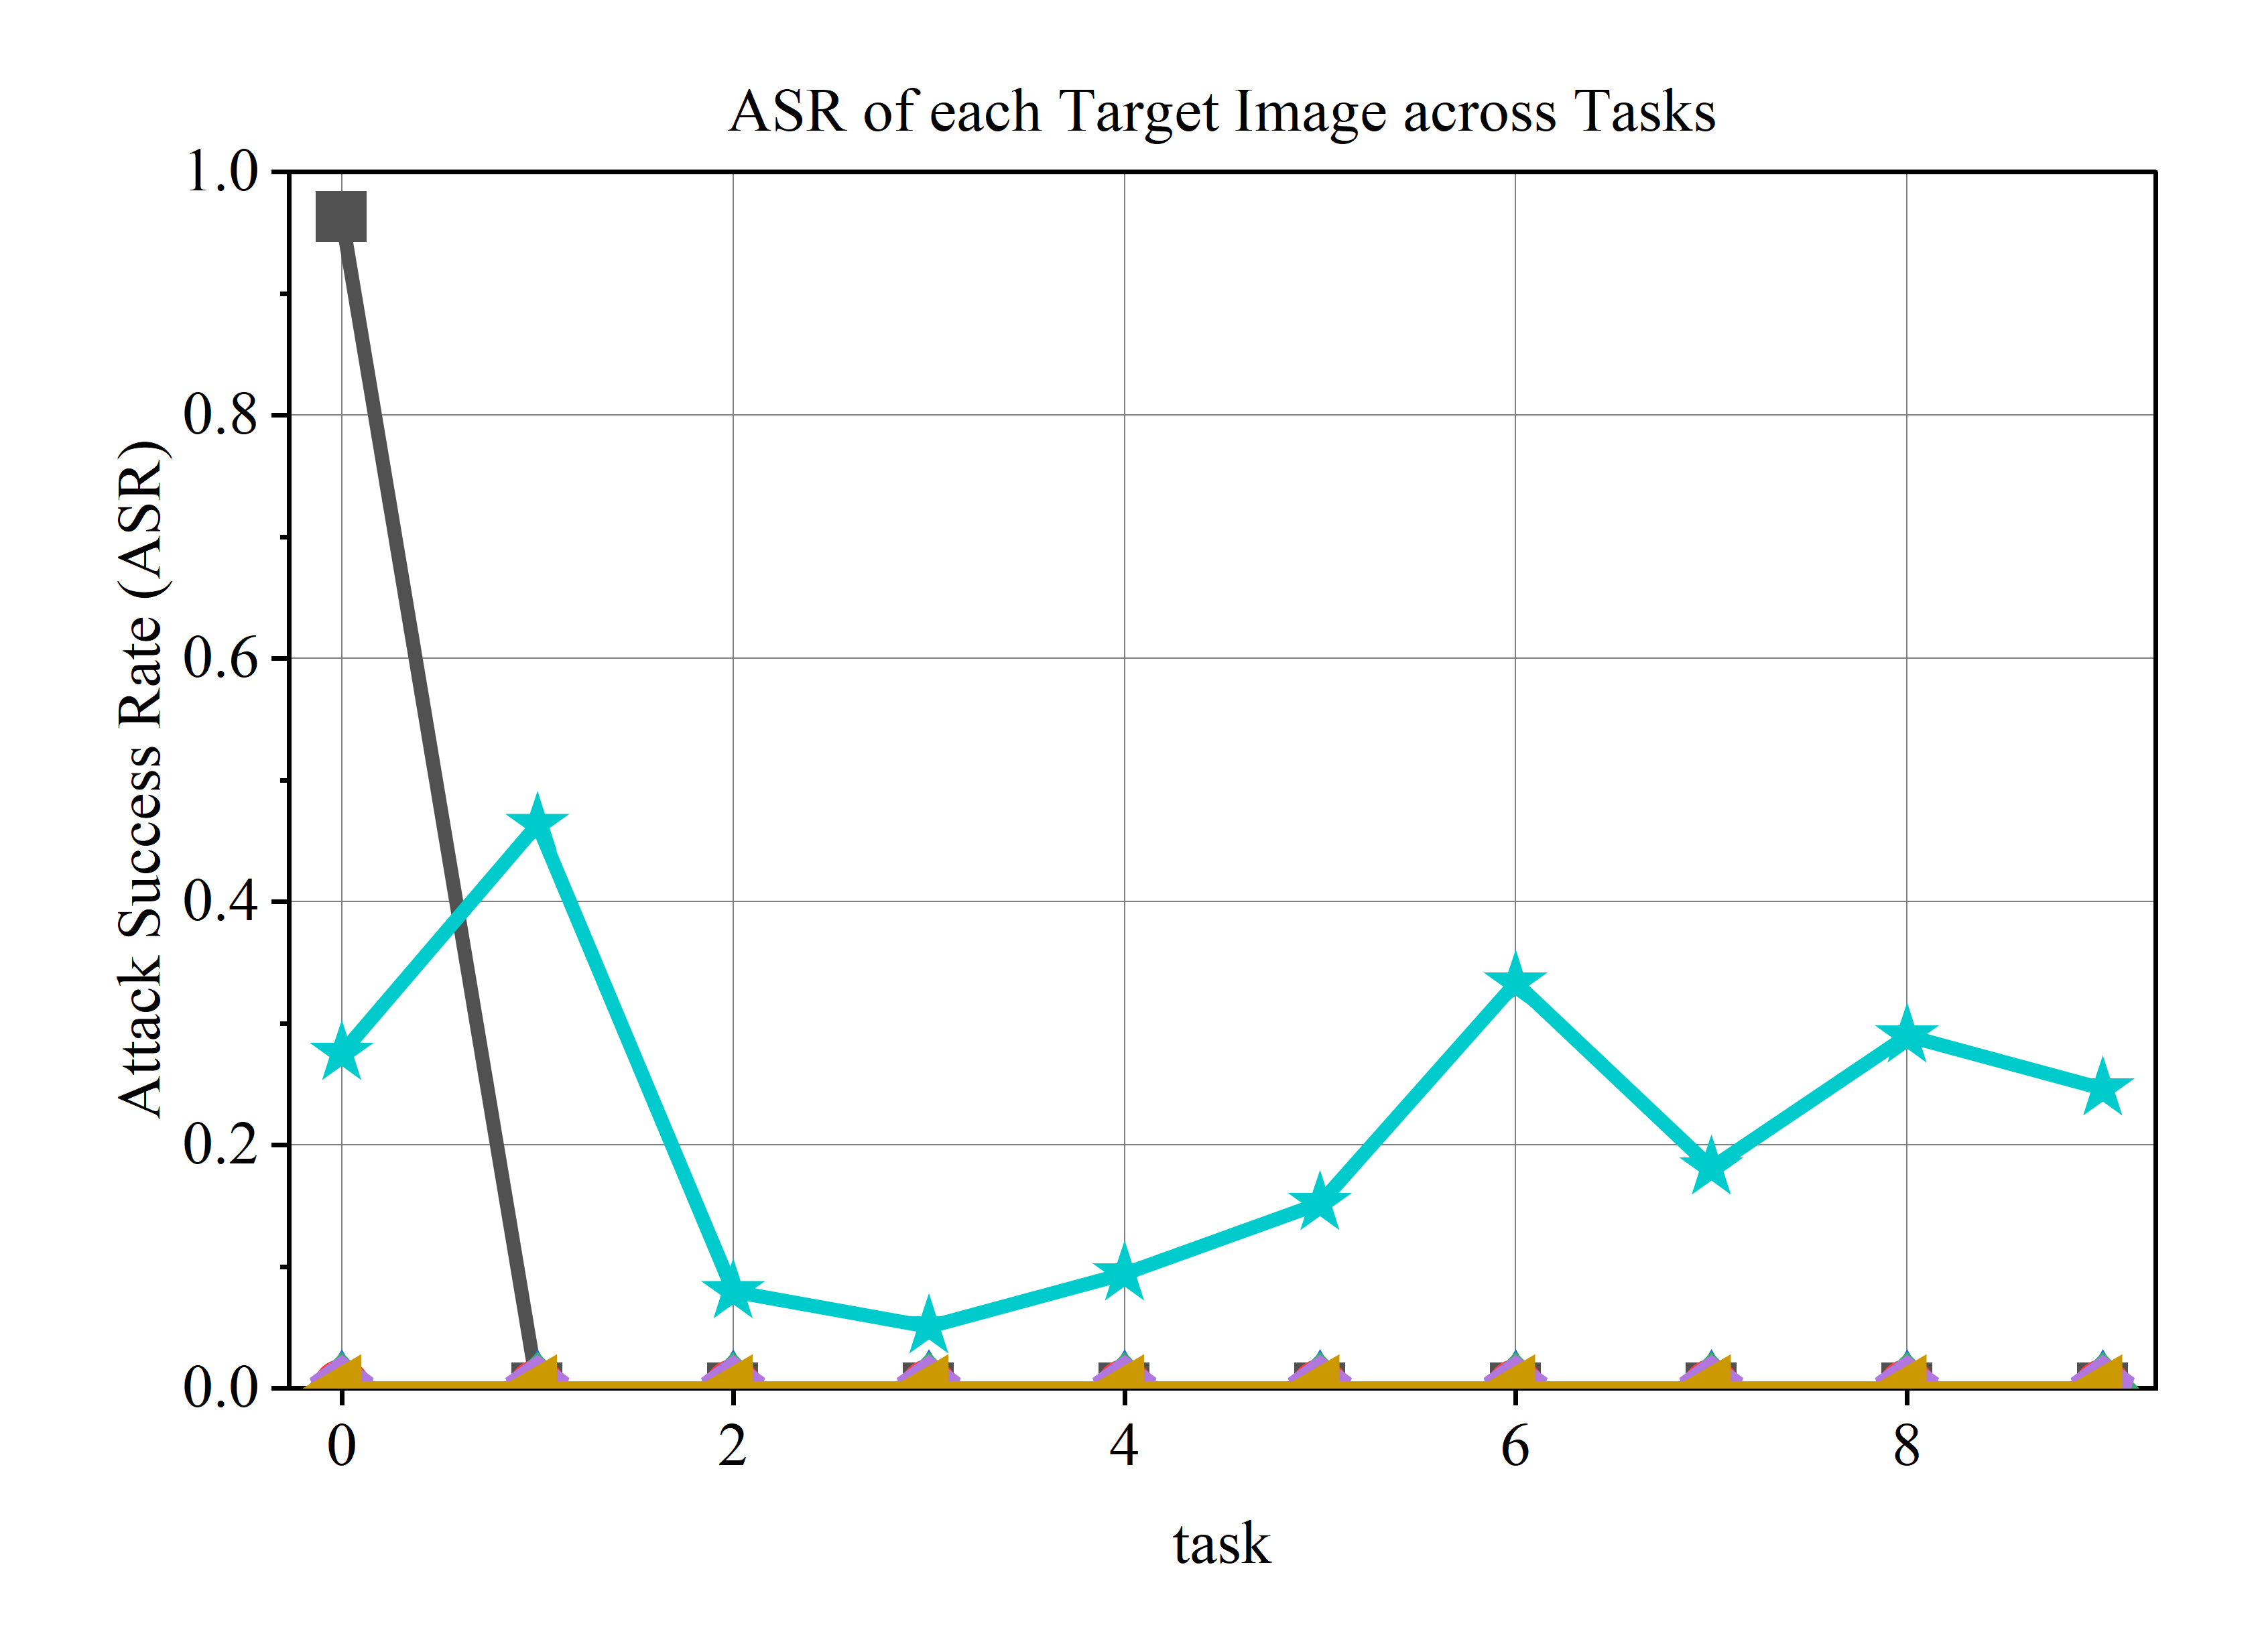 ASR of each Target Image across Tasks
Attack Success Rate (ASR)
1.0
0.8
0.6
0.4
0.2
0.0
0 2 4 6 8
task